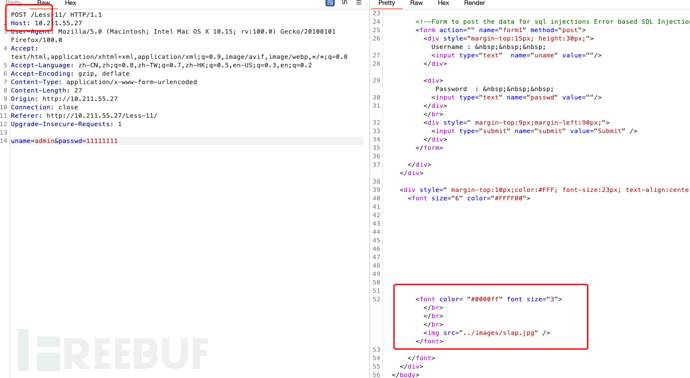 Pretty Raw Hex
\n
1 POST /Less-11/ HTTP/1.1
2 Host: 10.211.55.27
3 User-Agent: Mozilla/5.0 (Macintosh; Intel Mac OS X 10.15; rv:100.0) Gecko/20100101
Firefox/100.0
4 Accept:
text/html,application/xhtml+xml,application/xml;q=0.9,image/avif,image/webp,*/*;q=0.8
5 Accept-Language: zh-CN,zh;q=0.8,zh-TW;q=0.7,zh-HK;q=0.5,en-US;q=0.3,en;q=0.2
6 Accept-Encoding: gzip, deflate
7 Content-Type: application/x-www-form-urlencoded
8 Content-Length: 27
9 Origin: http://10.211.55.27
10 Connection: close
11 Referer: http://10.211.55.27/Less-11/
12 Upgrade-Insecure-Requests: 1
13
14 uname=admin&passwd=11111111
FREEBUF
Pretty Raw Hex Render
23
24 <!--Form to post the data for sql injections Error based SQL Injectio
25 <form action="" name="form1" method="post">
26 <div style="margin-top:15px; height:30px;">
Username : &nbsp;&nbsp;&nbsp;
27 <input type="text" name="uname" value=""/>
28 </div>
29 <div>
Password : &nbsp;&nbsp;&nbsp;
30 <input type="text" name="passwd" value=""/>
31 </div>
</br>
32 <div style=" margin-top:9px;margin-left:90px;">
33 <input type="submit" name="submit" value="Submit" />
34 </div>
35 </form>
36
37 </div>
</div>
38
39 <div style=" margin-top:10px;color:#FFF; font-size:23px; text-align:cente
40 <font size="6" color="#FFFF00">
41
42
43
44
45
46
47
48
49
50
51
52 <font color= "#0000ff" font size="3">
</br>
</br>
</br>
<img src="../images/slap.jpg" />
</font>
53
54 </font>
55 </div>
56 </body>